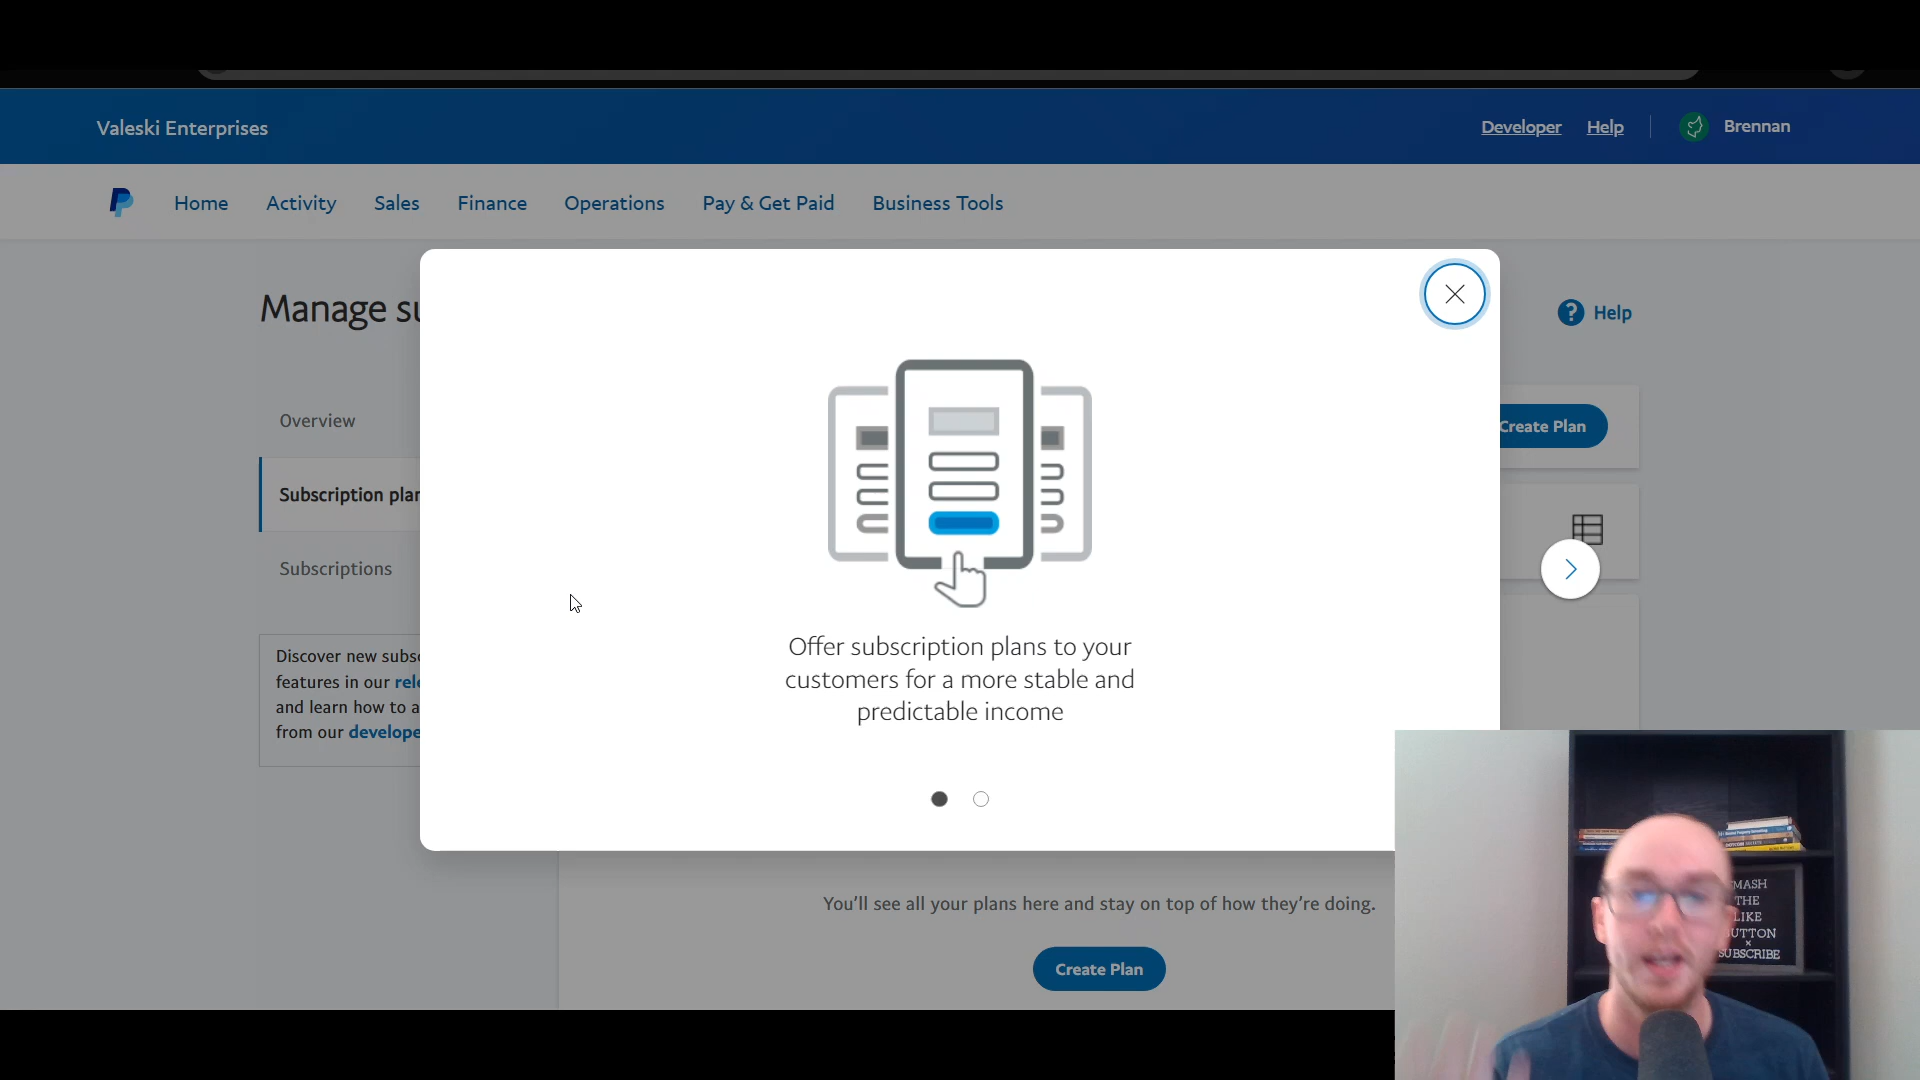 Valeski Enterprises
Developer
Help
Brennan
Home
Activity
Sales
Finance
Operations
Pay & Get Paid
Business Tools
Manage su
Help
Overview
Create Plan
Subscription plan
Subscriptions
Discover new subsc
features in our rele
and learn how to a
from our develope
Offer subscription plans to your
customers for a more stable and
predictable income
You'll see all your plans here and stay on top of how they're doing.
Create Plan
MASH
THE
LIKE
UTTON
×
SUBSCRIBE